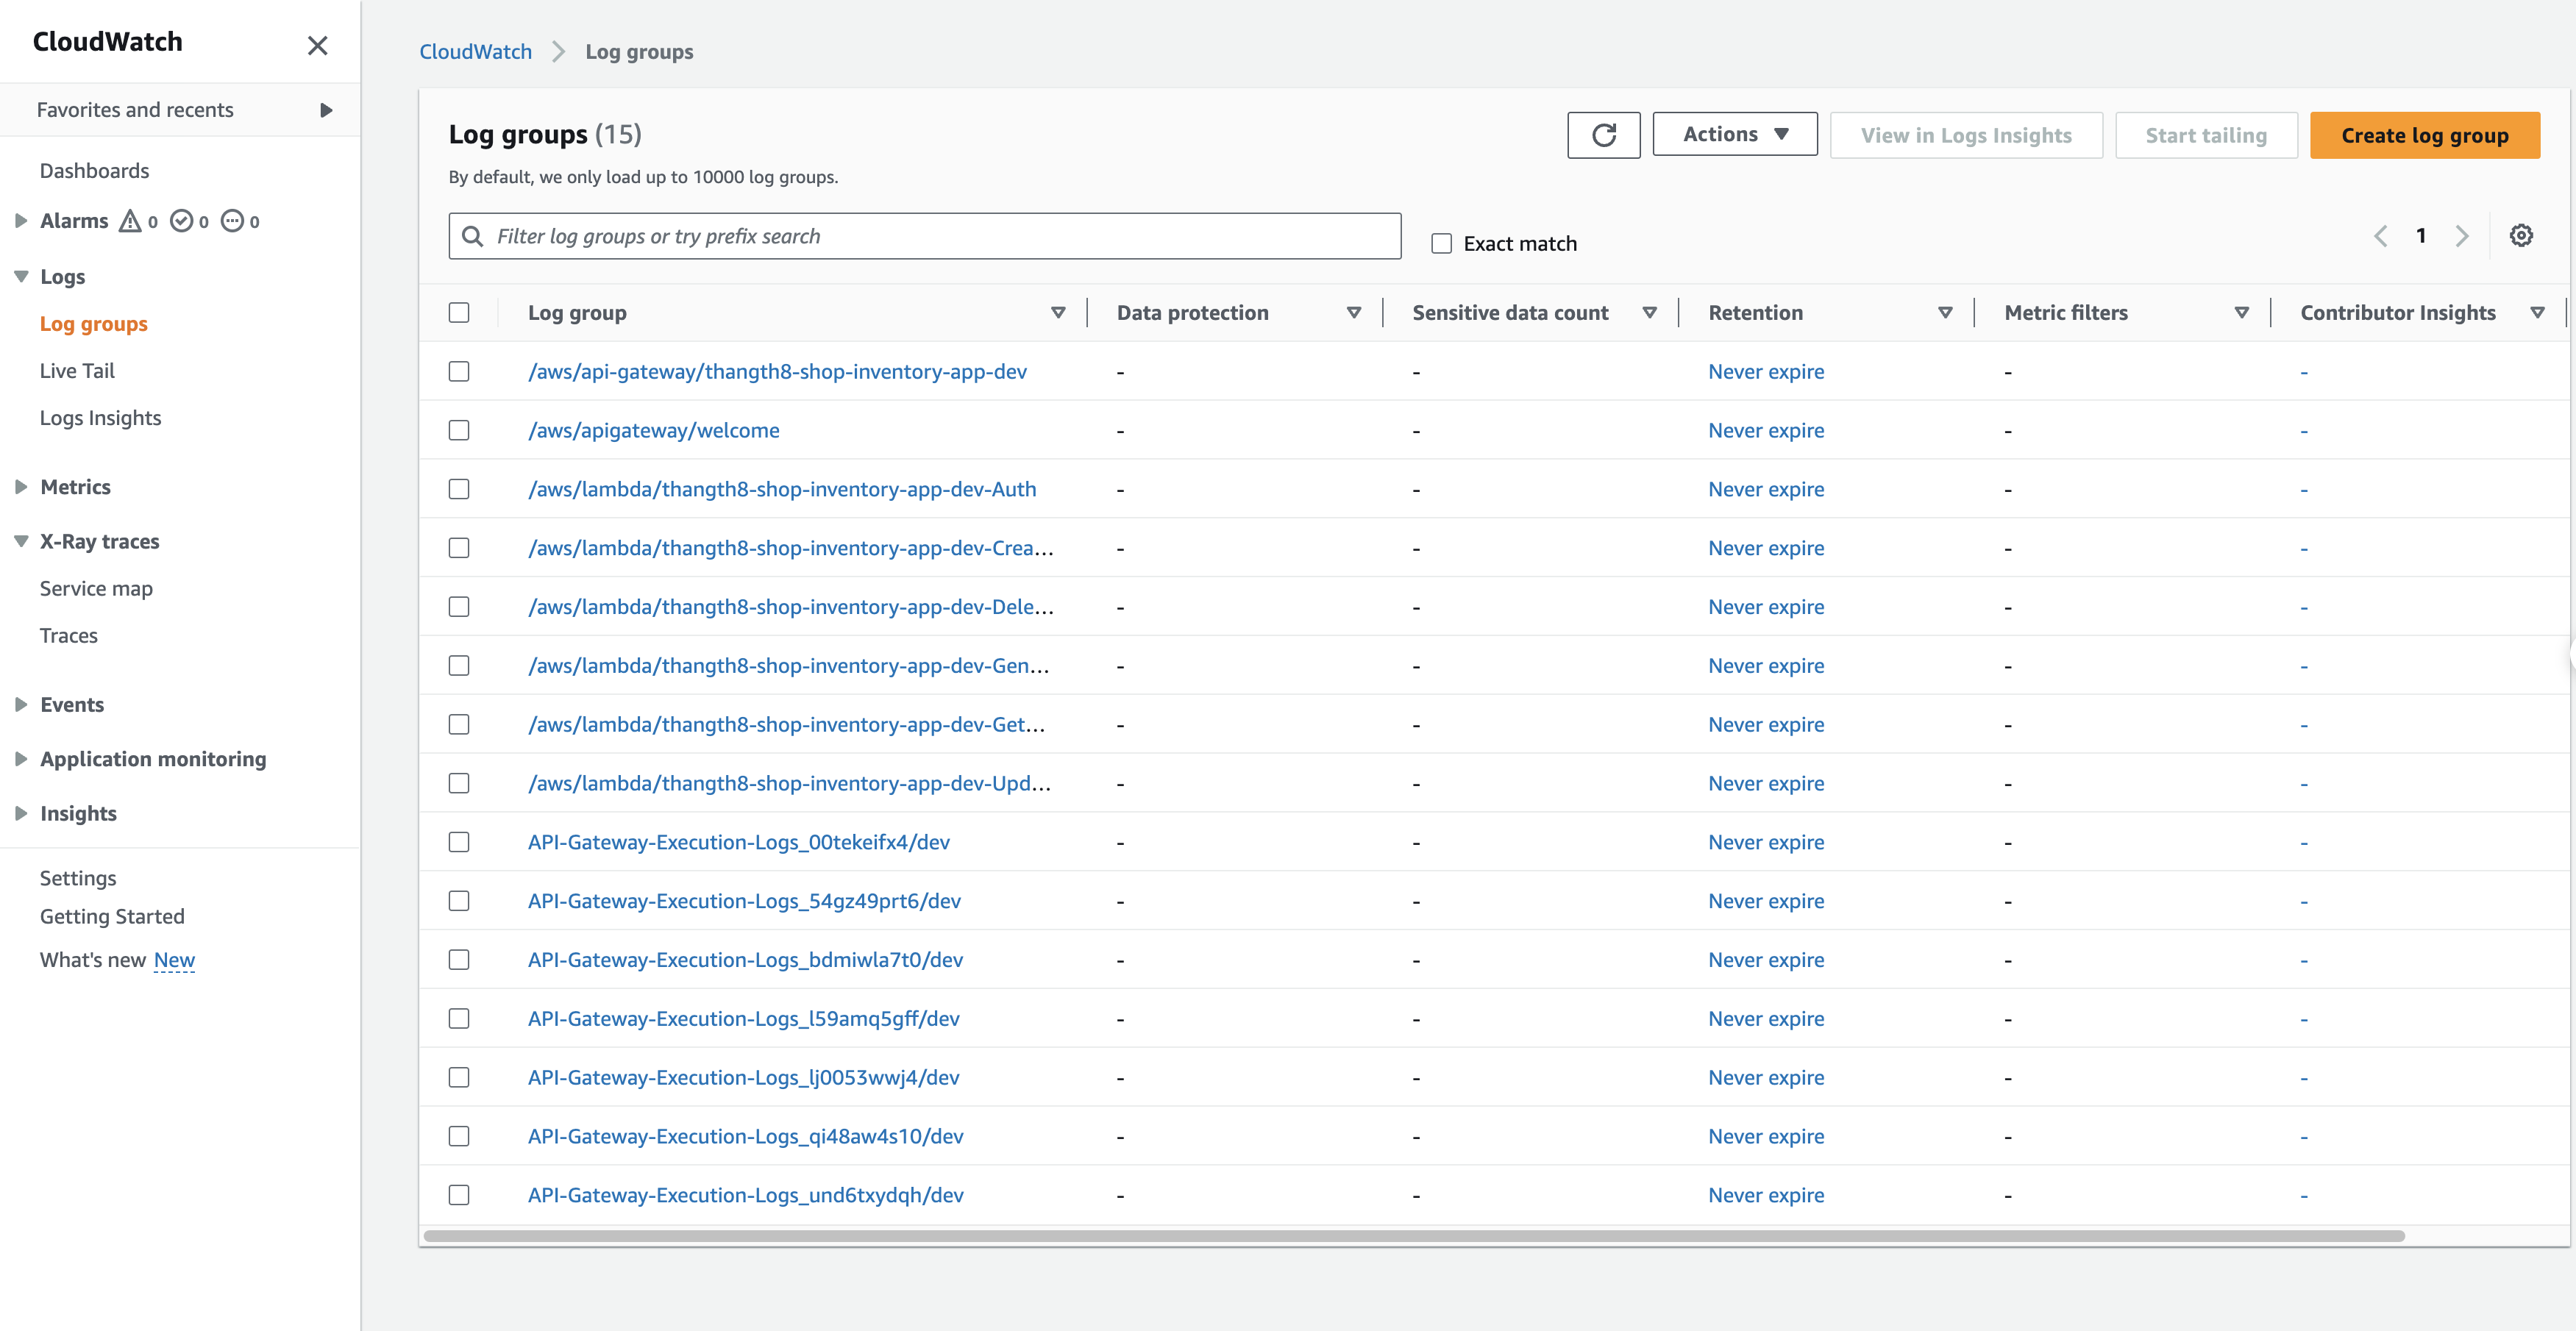 CloudWatch
Favorites and recents
Dashboards
Alarms 0 0 0
Logs
Log groups
Live Tail
Logs Insights
Metrics
X-Ray traces
Service map
Traces
Events
Application monitoring
Insights
Settings
Getting Started
What's new New
CloudWatch Log groups
Log groups (15)
By default, we only load up to 10000 log groups.
Actions View in Logs Insights Start tailing Create log group
Filter log groups or try prefix search Exact match 1
Log group Data protection Sensitive data count Retention Metric filters Contributor Insights
/aws/api-gateway/thangth8-shop-inventory-app-dev - - Never expire - -
/aws/apigateway/welcome - - Never expire - -
/aws/lambda/thangth8-shop-inventory-app-dev-Auth - - Never expire - -
/aws/lambda/thangth8-shop-inventory-app-dev-Crea... - - Never expire - -
/aws/lambda/thangth8-shop-inventory-app-dev-Dele... - - Never expire - -
/aws/lambda/thangth8-shop-inventory-app-dev-Gen... - - Never expire - -
/aws/lambda/thangth8-shop-inventory-app-dev-Get... - - Never expire - -
/aws/lambda/thangth8-shop-inventory-app-dev-Upd... - - Never expire - -
API-Gateway-Execution-Logs_00tekeifx4/dev - - Never expire - -
API-Gateway-Execution-Logs_54gz49prt6/dev - - Never expire - -
API-Gateway-Execution-Logs_bdmiwla7t0/dev - - Never expire - -
API-Gateway-Execution-Logs_l59amq5gff/dev - - Never expire - -
API-Gateway-Execution-Logs_lj0053wwj4/dev - - Never expire - -
API-Gateway-Execution-Logs_qi48aw4s10/dev - - Never expire - -
API-Gateway-Execution-Logs_und6txydqh/dev - - Never expire - -